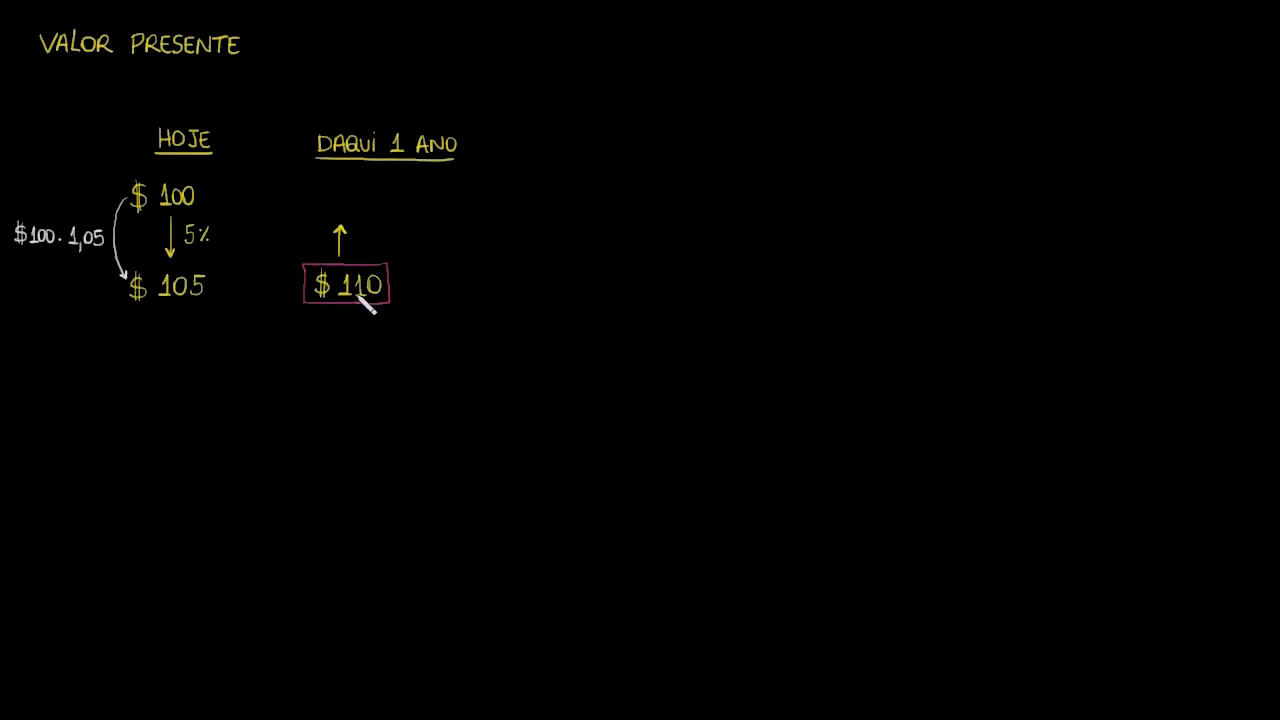 VALOR PRESENTE
HOJE
DAQUI 1 ANO
$ 100
$100. 1,05
5%
$ 105
$ 110